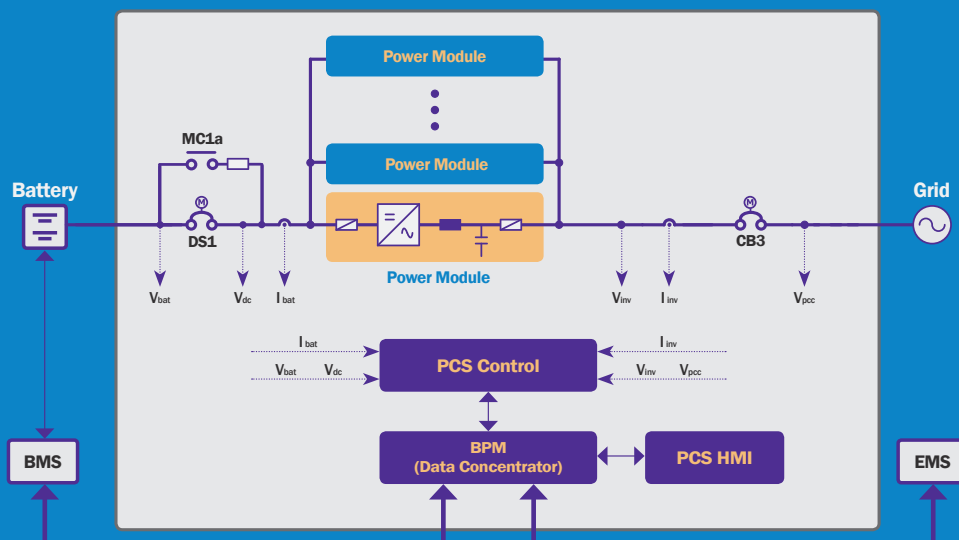 Power Module
MC1a
Power Module
Battery
M
M
Grid
DS1
CB3
Power Module
Vbat
Vdc
I bat
Vinv
I inv
Vpcc
I bat
I inv
PCS Control
Vbat
Vdc
Vinv
Vpcc
BMS
BPM
(Data Concentrator)
PCS HMI
EMS